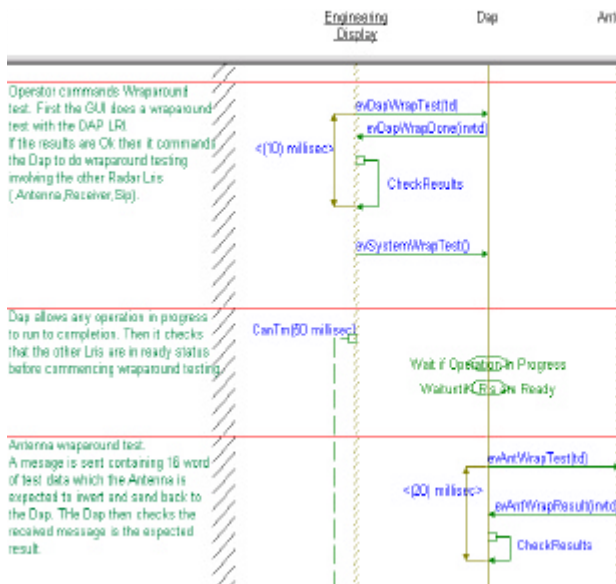 Engineering
Display
Dap
Ant
Operator commands Wraparound
test. First the GUI does a wraparound
test with the DAP LRI.
If the results are Ok then it commands
the Dap to do wraparound testing
involving the other Radar Lris
(Antenna,Receiver,Sip).
evDapWrapTest(td)
evDapWrapDone(invtd)
<(10) millisec>
CheckResults
evSystemWrapTest()
Dap allows any operation in progress
to run to completion. Then it checks
that the other Lris are in ready status
before commencing wraparound testing.
CanTm(50 millisec)
Wait if Operation in Progress
Wait until Lris are Ready
Antenna wraparound test.
A message is sent containing 16 word
of test data which the Antenna is
expected to invert and send back to
the Dap. THe Dap then checks the
received message is the expected
result.
evAntWrapTest(td)
<(20) millisec>
evAntWrapResult(invtd)
CheckResults